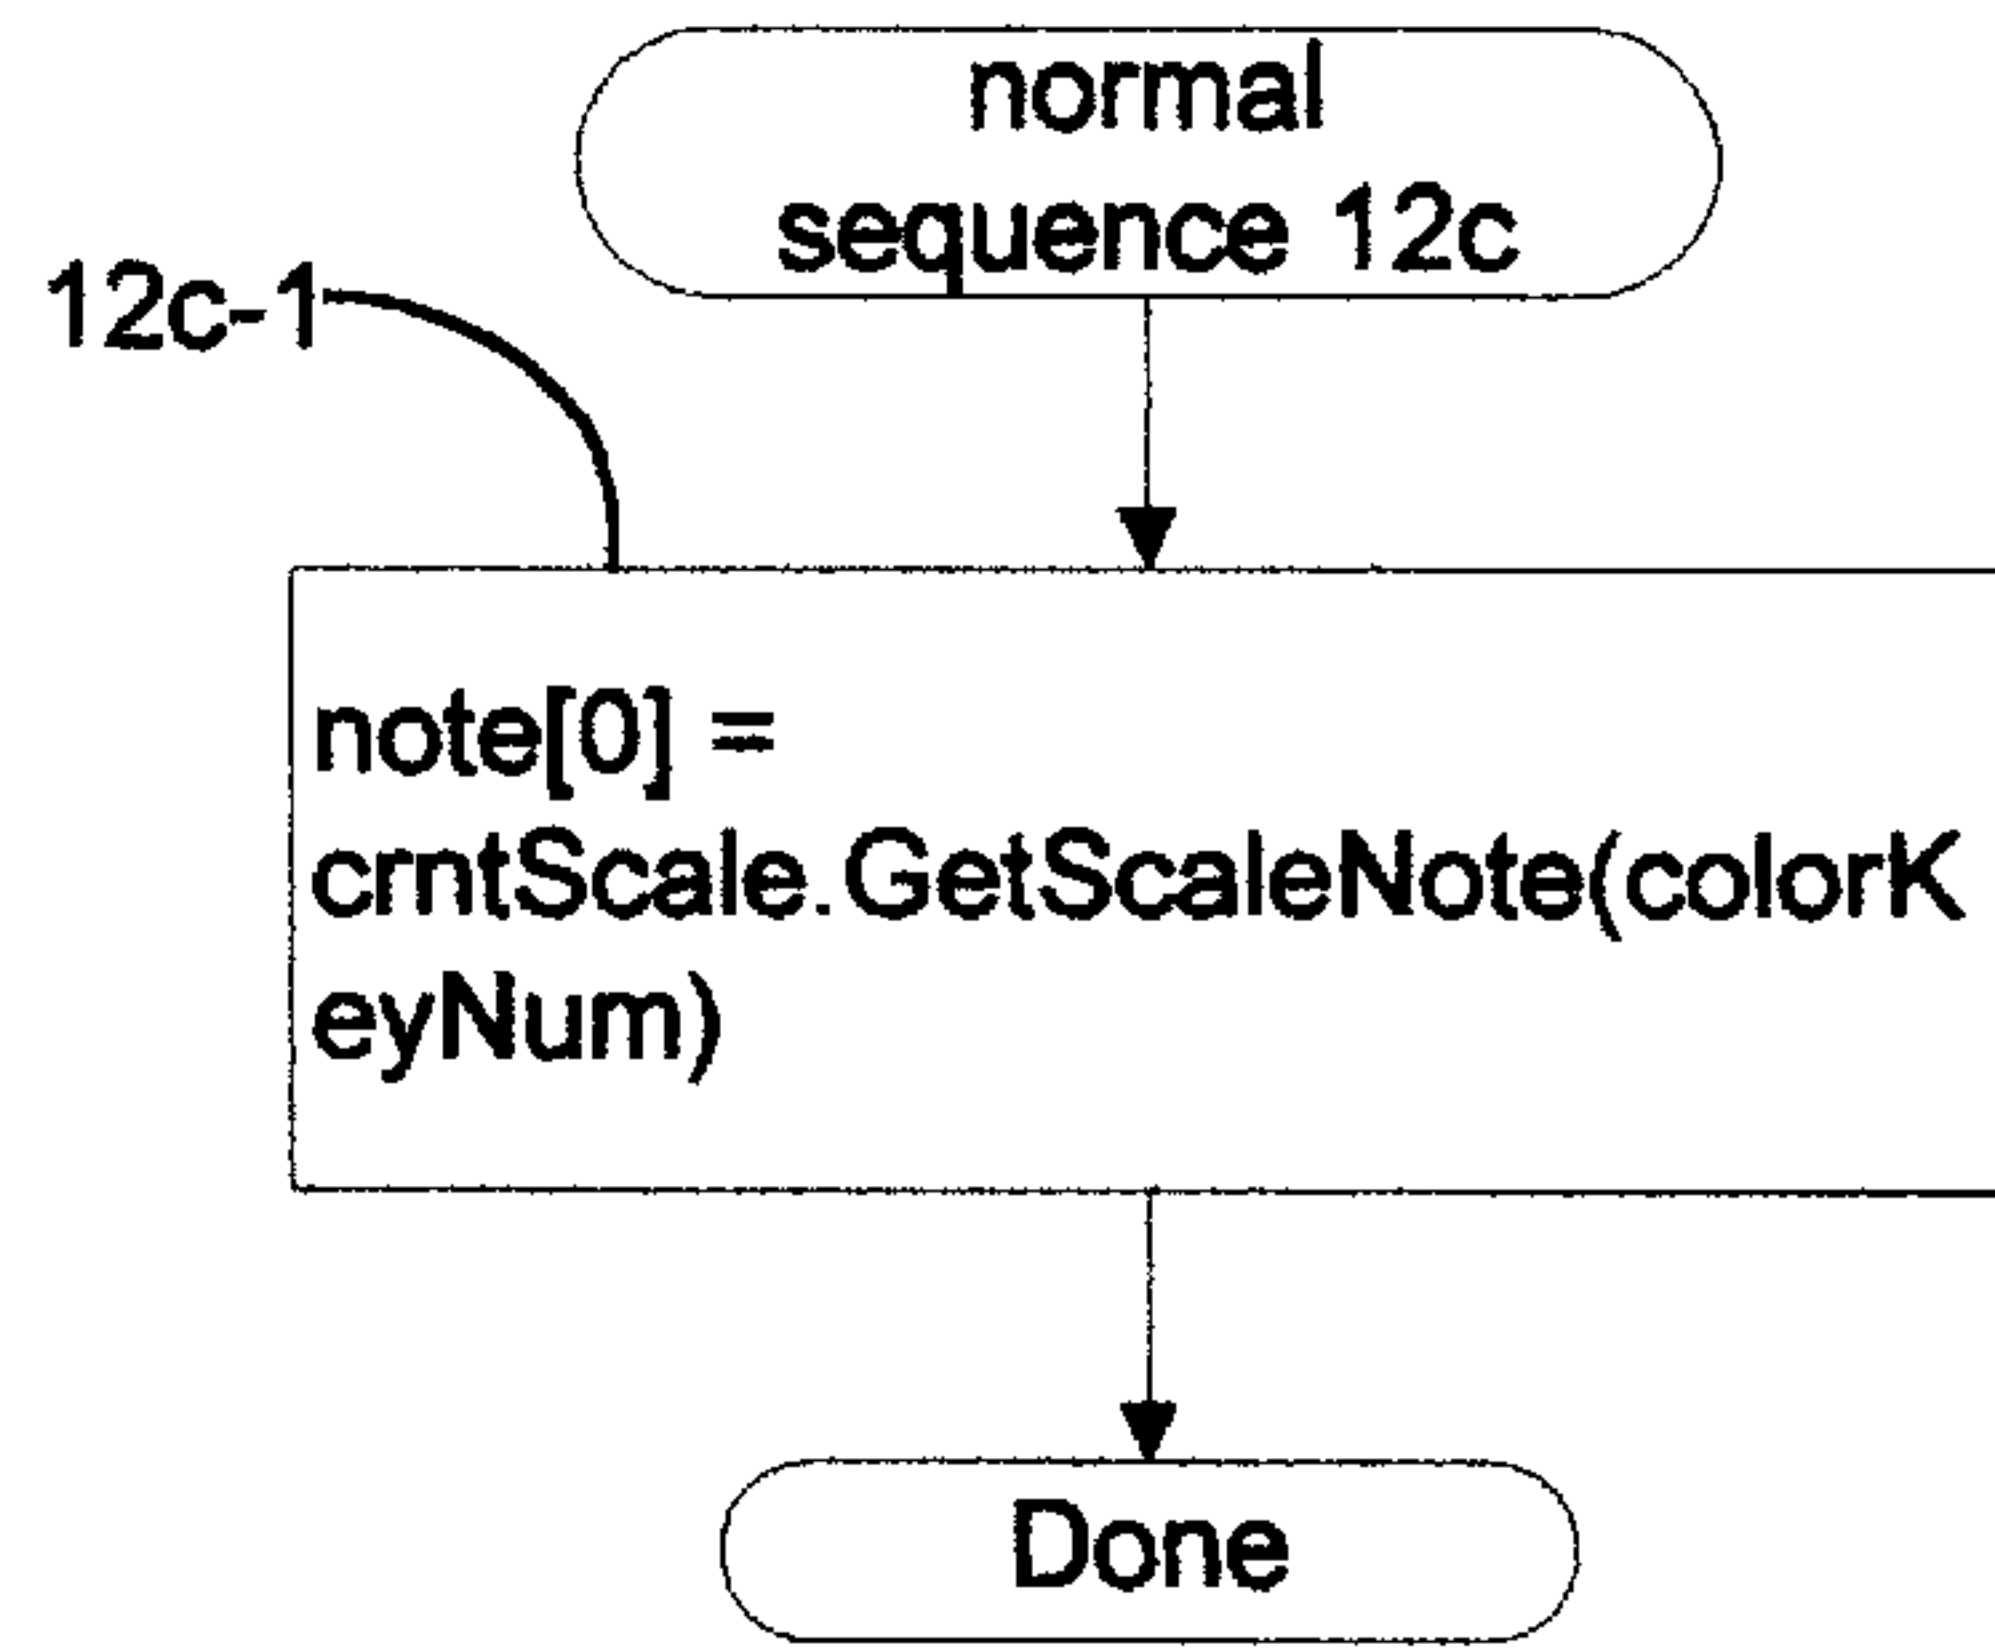 normal
sequence 12c
12c-1
note[0] =
crntScale.GetScaleNote(colorK
eyNum)
Done